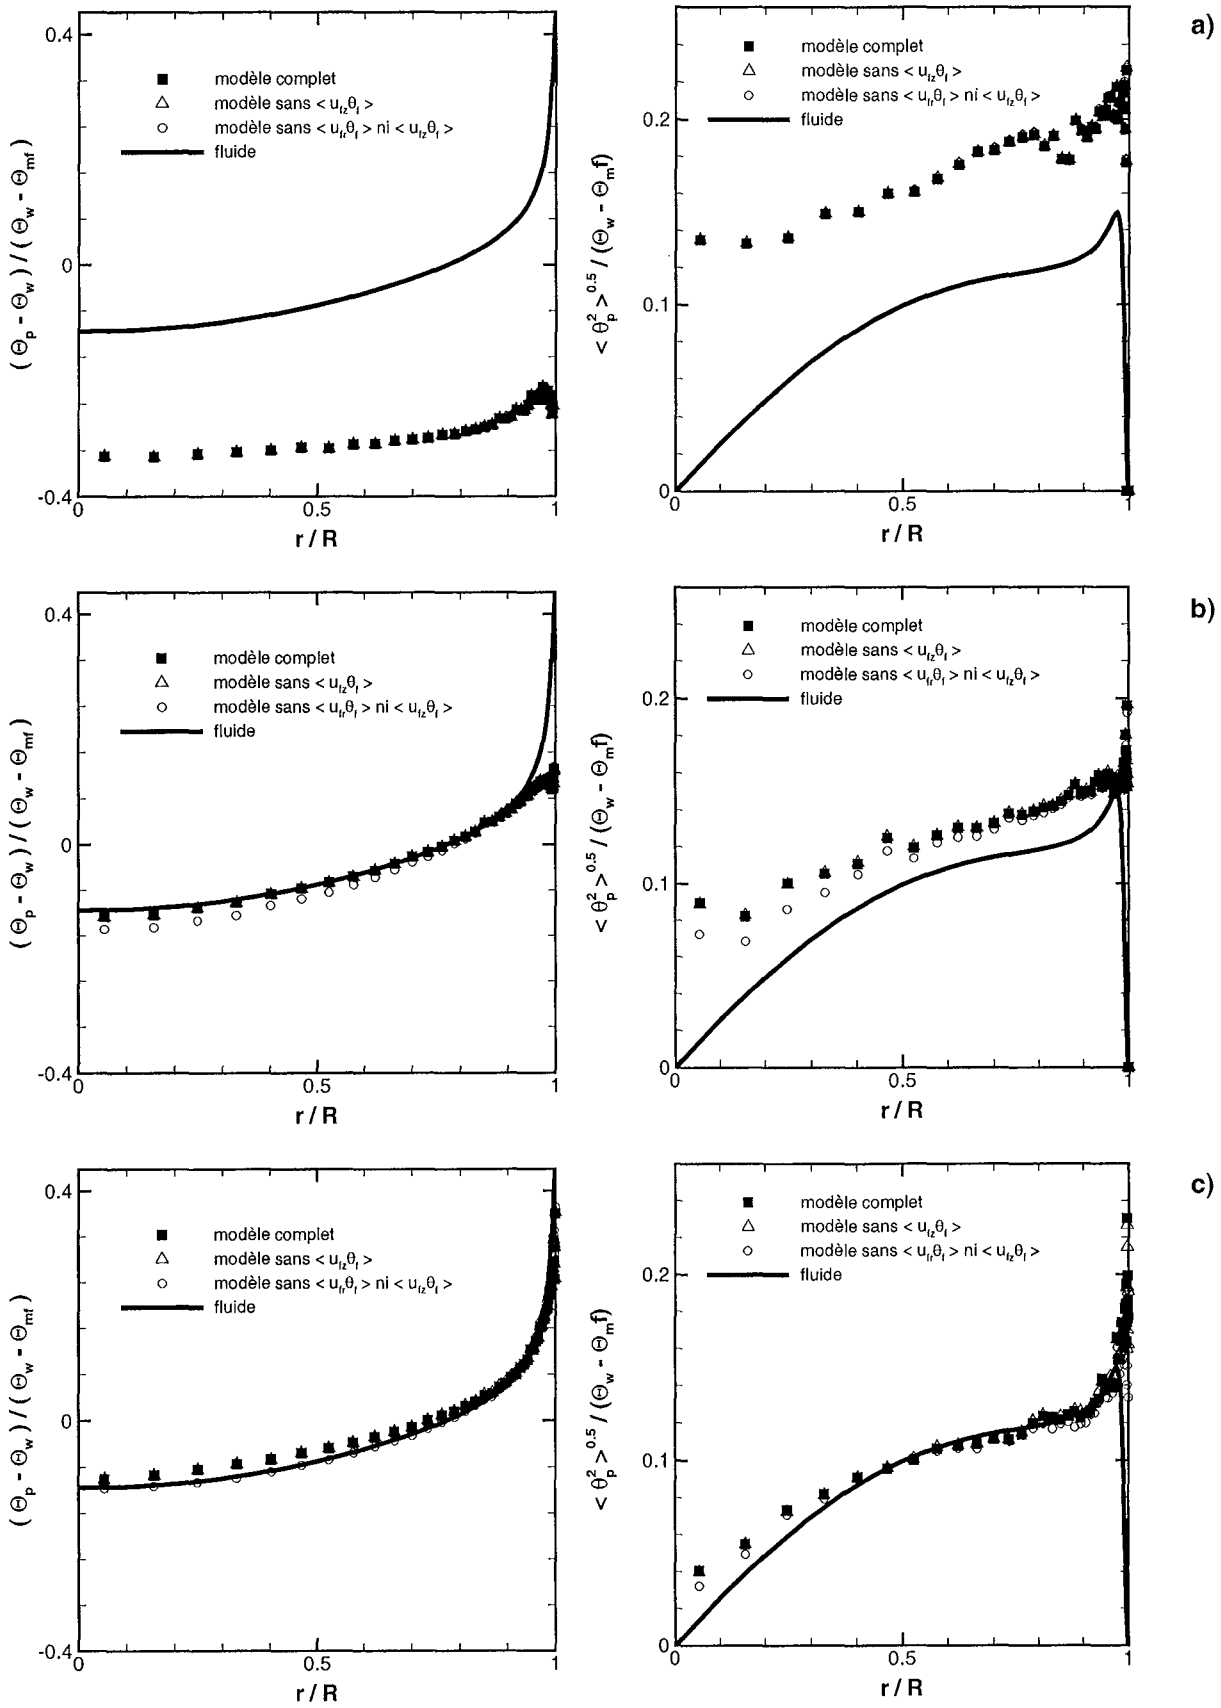 a)
0.4
0
-0.4
0
0.5
1
modèle complet
modèle sans < u_fz θ_f >
modèle sans < u_fr θ_f > ni < u_fz θ_f >
fluide
( Θ_p - Θ_w ) / ( Θ_w - Θ_mf )
r / R
0.2
0.1
0
0
0.5
1
modèle complet
modèle sans < u_fz θ_f >
modèle sans < u_fr θ_f > ni < u_fz θ_f >
fluide
< θ_p^2 >^0.5 / (Θ_w - Θ_m f)
r / R
b)
0.4
0
-0.4
0
0.5
1
modèle complet
modèle sans < u_fz θ_f >
modèle sans < u_fr θ_f > ni < u_fz θ_f >
fluide
( Θ_p - Θ_w ) / ( Θ_w - Θ_mf )
r / R
0.2
0.1
0
0
0.5
1
modèle complet
modèle sans < u_fz θ_f >
modèle sans < u_fr θ_f > ni < u_fz θ_f >
fluide
< θ_p^2 >^0.5 / (Θ_w - Θ_m f)
r / R
c)
0.4
0
-0.4
0
0.5
1
modèle complet
modèle sans < u_fz θ_f >
modèle sans < u_fr θ_f > ni < u_fz θ_f >
fluide
( Θ_p - Θ_w ) / ( Θ_w - Θ_mf )
r / R
0.2
0.1
0
0
0.5
1
modèle complet
modèle sans < u_fz θ_f >
modèle sans < u_fr θ_f > ni < u_fz θ_f >
fluide
< θ_p^2 >^0.5 / (Θ_w - Θ_m f)
r / R